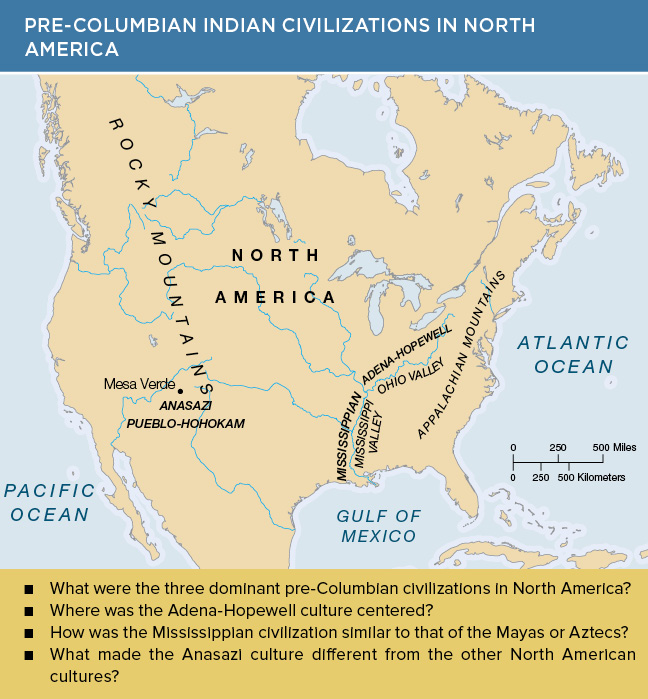 PRE-COLUMBIAN INDIAN CIVILIZATIONS IN NORTH
AMERICA
ROCKY MOUNTAINS
NORTH
AMERICA
ADENA-HOPEWELL
OHIO VALLEY
APPALACHIAN MOUNTAINS
ATLANTIC
OCEAN
Mesa Verde
ANASAZI
PUEBLO-HOHOKAM
MISSISSIPPIAN
MISSISSIPPI
VALLEY
0 250 500 Miles
0 250 500 Kilometers
PACIFIC
OCEAN
GULF OF
MEXICO
■ What were the three dominant pre-Columbian civilizations in North America?
■ Where was the Adena-Hopewell culture centered?
■ How was the Mississippian civilization similar to that of the Mayas or Aztecs?
■ What made the Anasazi culture different from the other North American
cultures?